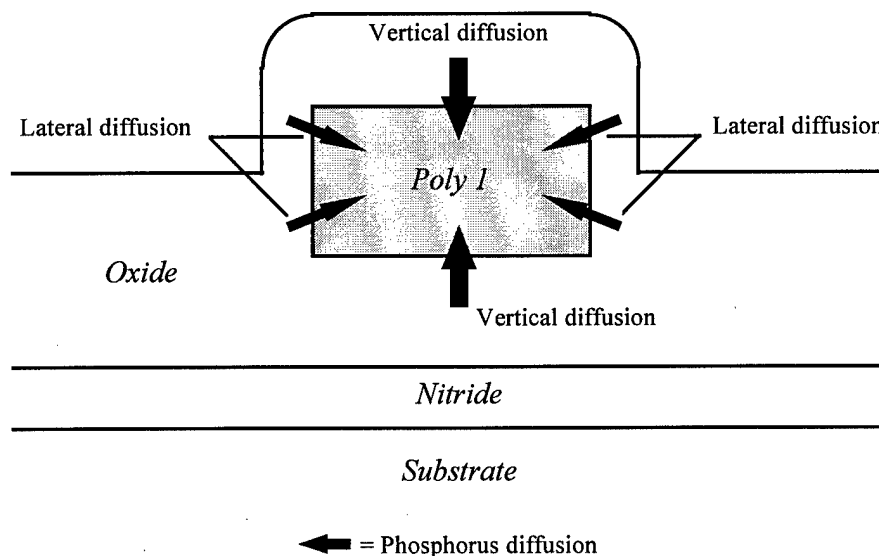 Vertical diffusion
Lateral diffusion
Lateral diffusion
Poly 1
Oxide
Vertical diffusion
Nitride
Substrate
= Phosphorus diffusion